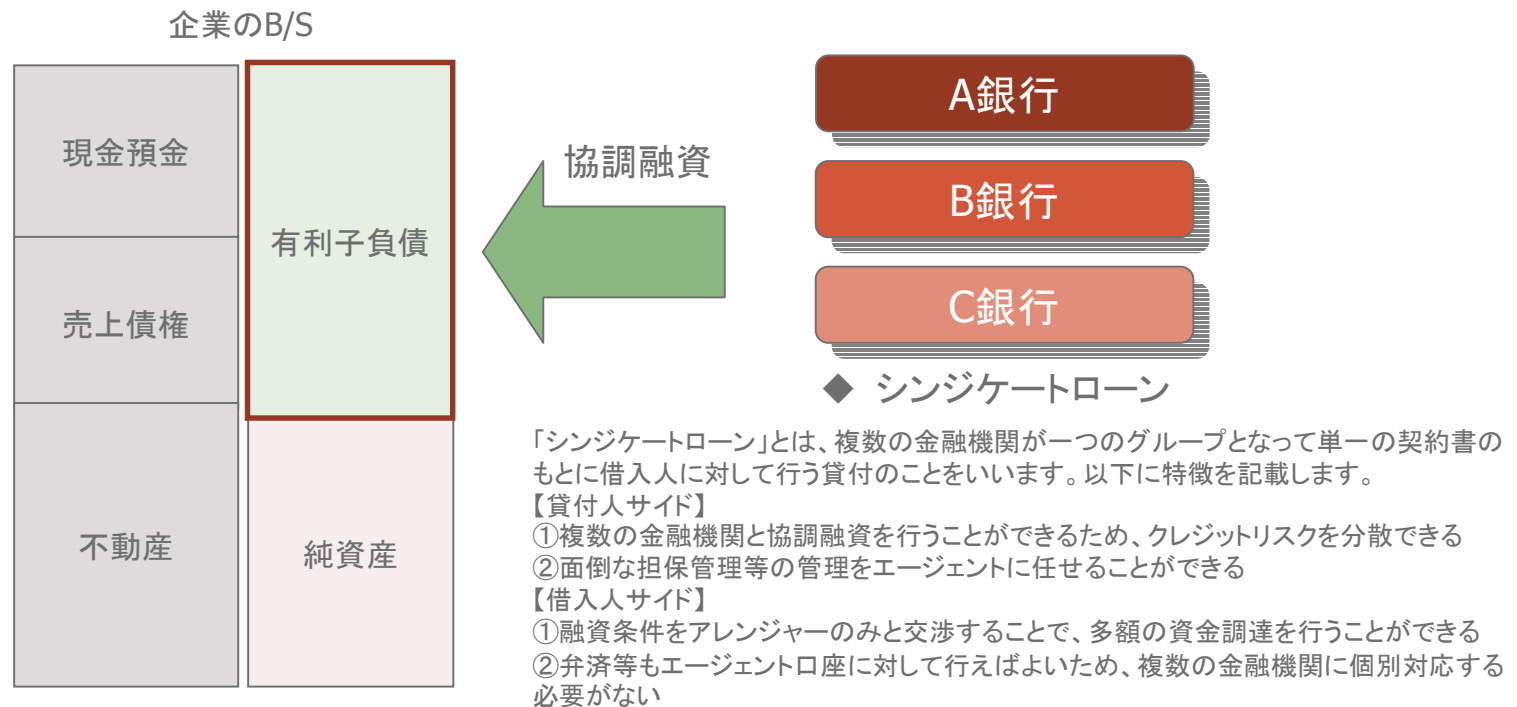 企業のB/S
現金預金
売上債権
不動産
有利子負債
純資産
協調融資
A銀行
B銀行
C銀行
◆ シンジケートローン
「シンジケートローン」とは、複数の金融機関が一つのグループとなって単一の契約書の
もとに借入人に対して行う貸付のことをいいます。以下に特徴を記載します。
【貸付人サイド】
①複数の金融機関と協調融資を行うことができるため、クレジットリスクを分散できる
②面倒な担保管理等の管理をエージェントに任せることができる
【借入人サイド】
①融資条件をアレンジャーのみと交渉することで、多額の資金調達を行うことができる
②弁済等もエージェント口座に対して行えばよいため、複数の金融機関に個別対応する
必要がない